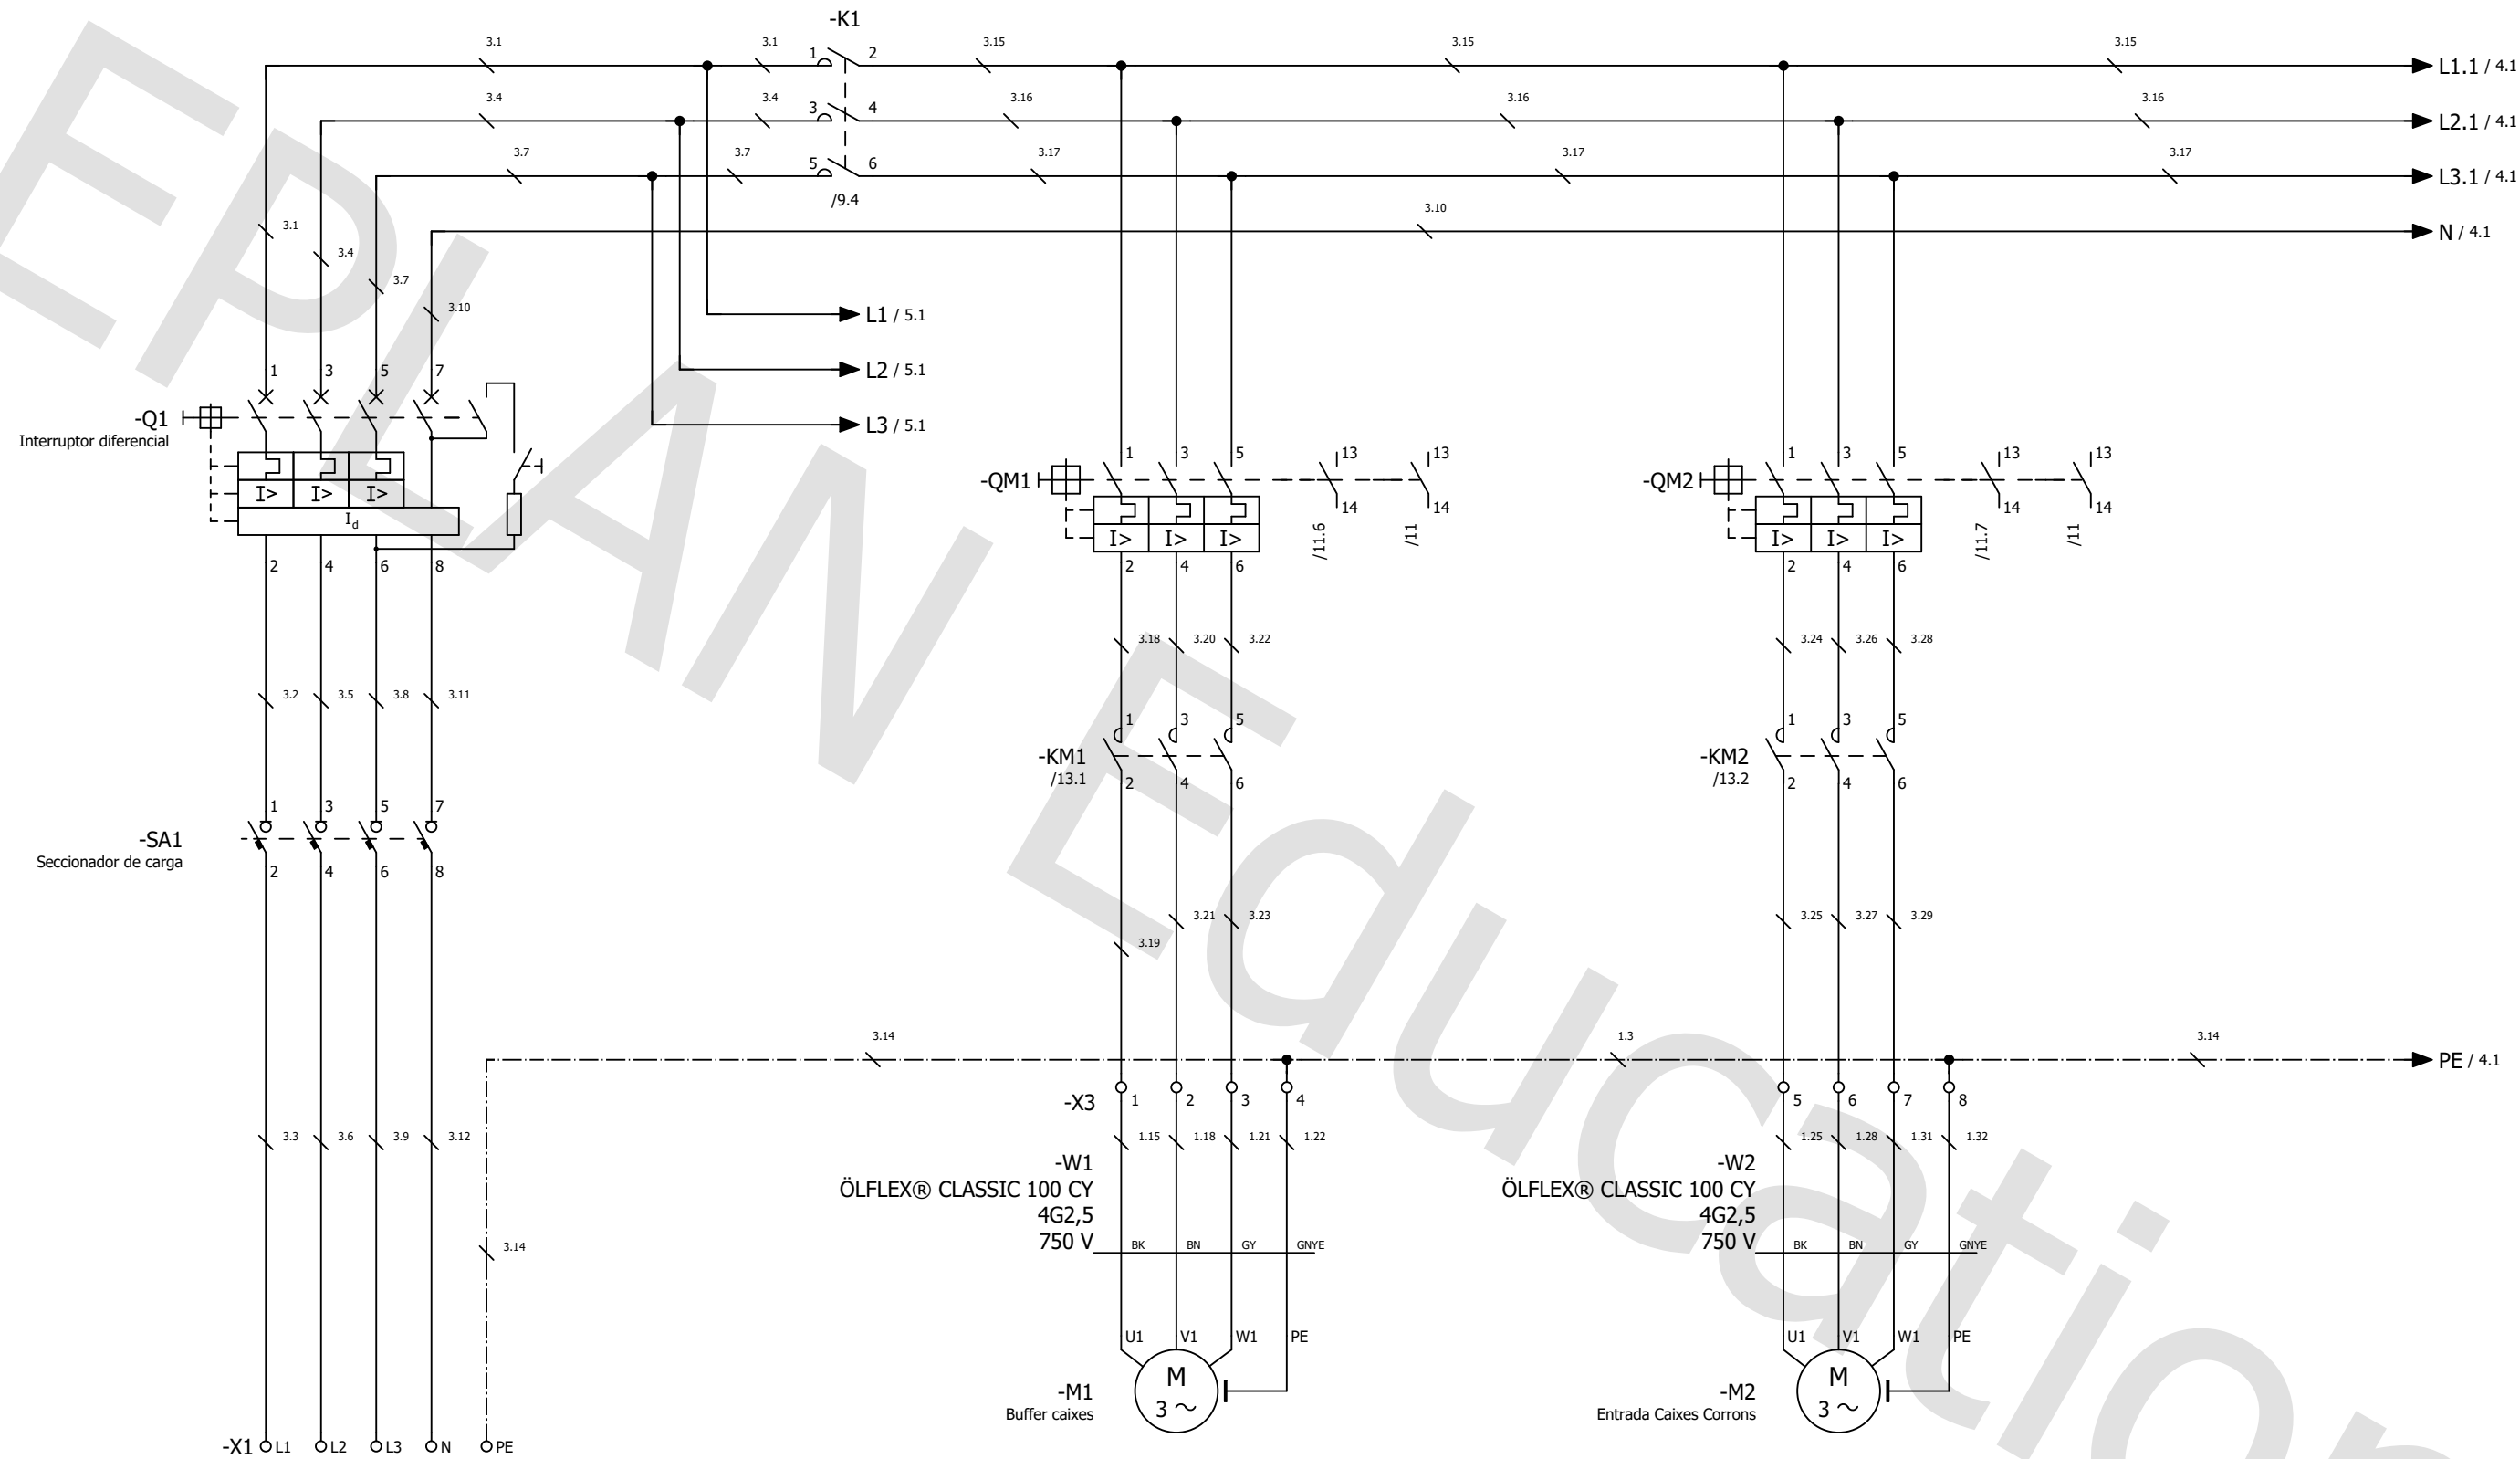 -K1
3.1
3.1
1
2
3.15
3.15
3.15
L1.1 / 4.1
3.4
3.4
3
4
3.16
3.16
3.16
L2.1 / 4.1
3.7
3.7
5
6
3.17
3.17
3.17
L3.1 / 4.1
/9.4
3.10
N / 4.1
3.1
3.4
3.7
3.10
L1 / 5.1
L2 / 5.1
L3 / 5.1
1 3 5 7
-Q1
Interruptor diferencial
I> I> I>
Id
2 4 6 8
-QM1
1 3 5
13 13
14 14
I> I> I>
/11.6 /11
2 4 6
-QM2
1 3 5
13 13
14 14
I> I> I>
/11.7 /11
2 4 6
3.18 3.20 3.22
3.24 3.26 3.28
3.2 3.5 3.8 3.11
1 3 5
-KM1
/13.1
2 4 6
1 3 5
-KM2
/13.2
2 4 6
1 3 5 7
-SA1
Seccionador de carga
2 4 6 8
3.21 3.23
3.19
3.25 3.27 3.29
3.14
1.3
3.14
PE / 4.1
-X3
1 2 3 4
5 6 7 8
3.3 3.6 3.9 3.12
1.15 1.18 1.21 1.22
1.25 1.28 1.31 1.32
-W1
ÖLFLEX® CLASSIC 100 CY
4G2,5
750 V
BK BN GY GNYE
-W2
ÖLFLEX® CLASSIC 100 CY
4G2,5
750 V
BK BN GY GNYE
3.14
U1 V1 W1 PE
M
3 ~
-M1
Buffer caixes
U1 V1 W1 PE
M
3 ~
-M2
Entrada Caixes Corrons
-X1 L1 L2 L3 N PE
EPLAN Education